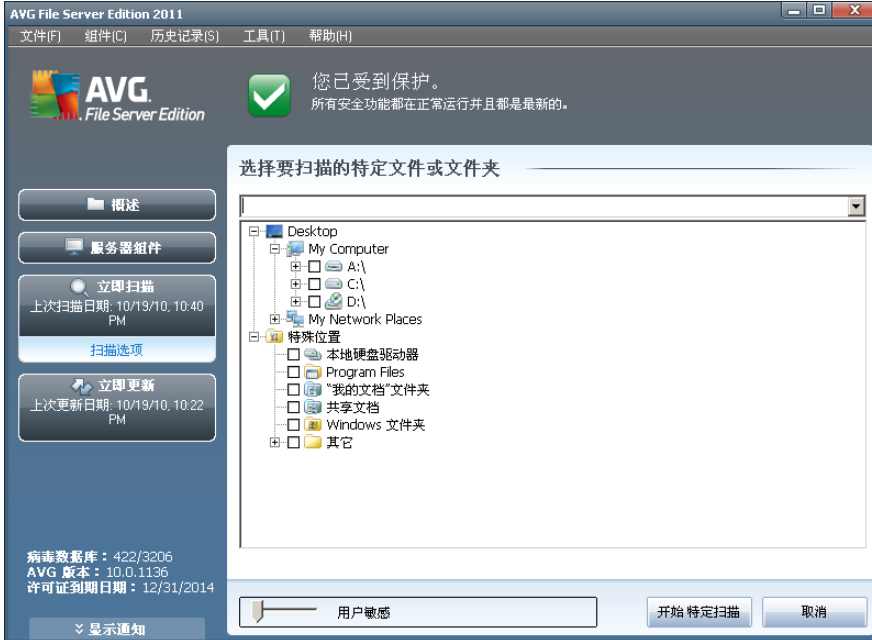 AVG File Server Edition 2011
文件(F) 组件(C) 历史记录(S) 工具(T) 帮助(H)
AVG.
File Server Edition
您已受到保护。
所有安全功能都在正常运行并且都是最新的。
选择要扫描的特定文件或文件夹
概述
服务器组件
立即扫描
上次扫描日期: 10/19/10, 10:40
PM
扫描选项
立即更新
上次更新日期: 10/19/10, 10:22
PM
Desktop
My Computer
A:\
C:\
D:\
My Network Places
特殊位置
本地硬盘驱动器
Program Files
“我的文档”文件夹
共享文档
Windows 文件夹
其它
病毒数据库：422/3206
AVG 版本：10.0.1136
许可证到期日期：12/31/2014
显示通知
用户敏感
开始 特定扫描
取消